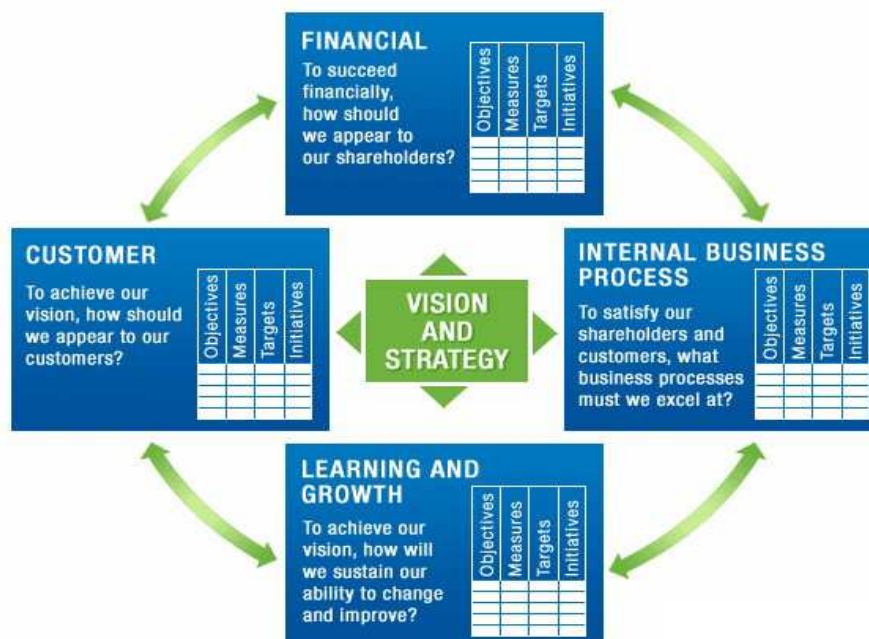 FINANCIAL
To succeed
financially,
how should
we appear to
our shareholders?
Objectives
Measures
Targets
Initiatives
CUSTOMER
To achieve our
vision, how should
we appear to our
customers?
Objectives
Measures
Targets
Initiatives
VISION
AND
STRATEGY
INTERNAL BUSINESS
PROCESS
To satisfy our
shareholders and
customers, what
business processes
must we excel at?
Objectives
Measures
Targets
Initiatives
LEARNING AND
GROWTH
To achieve our
vision, how will
we sustain our
ability to change
and improve?
Objectives
Measures
Targets
Initiatives